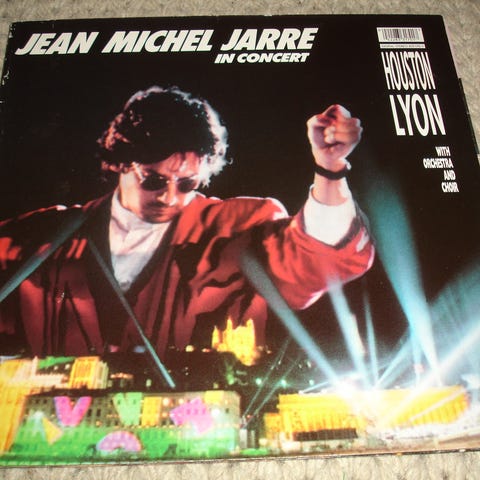 JEAN MICHEL JARRE
IN CONCERT
HOUSTON
LYON
WITH
ORCHESTRA
AND
CHOIR